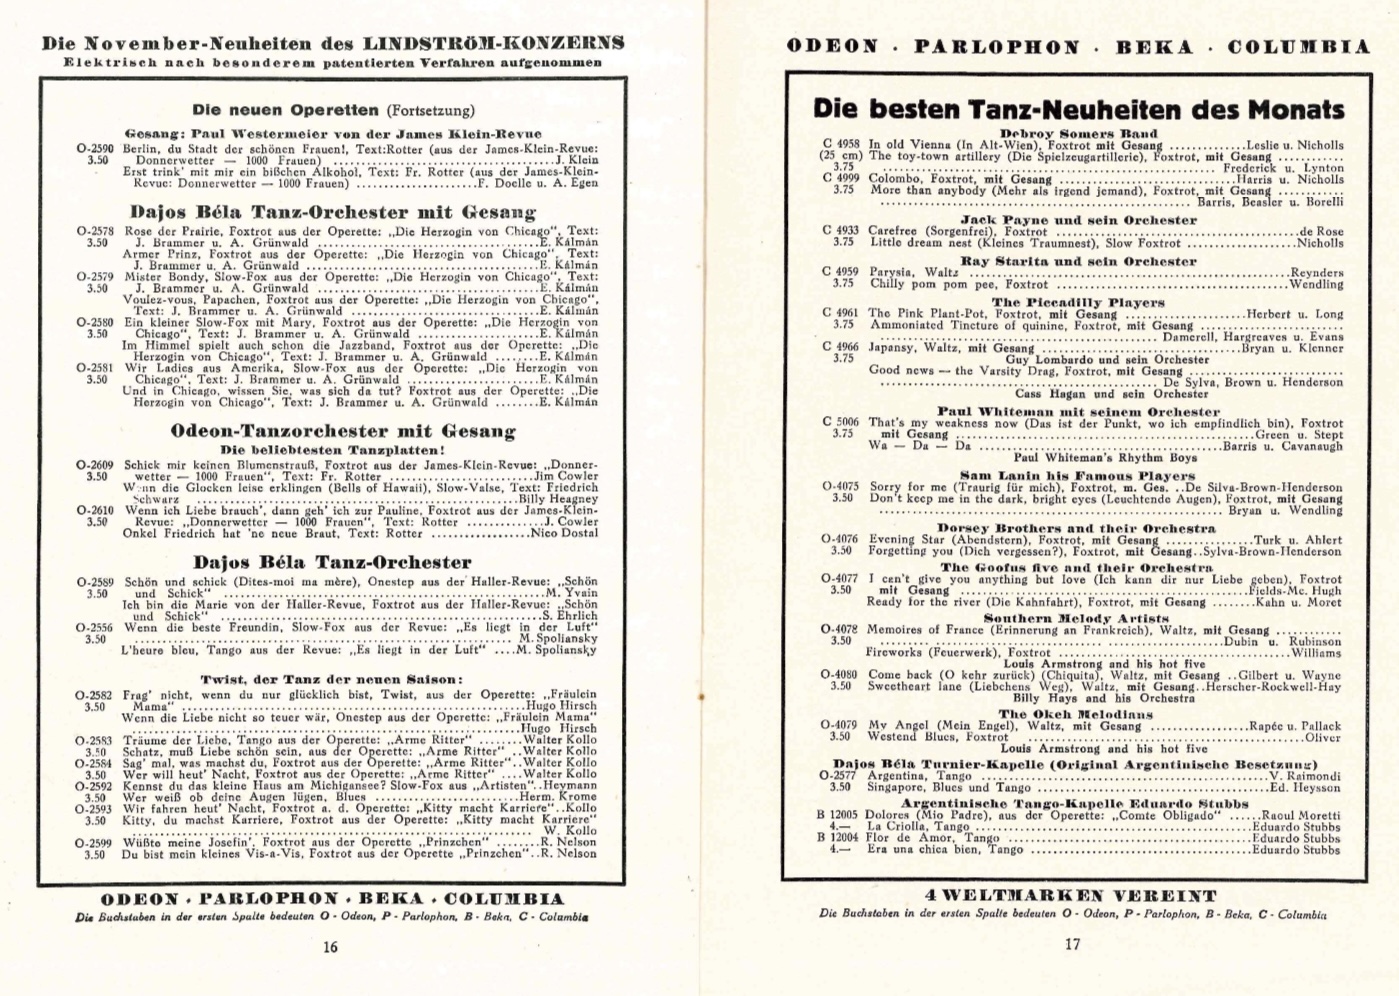 Die November-Neuheiten des LINDSTRÖM-KONZERNS
Elektrisch nach besonderem patentierten Verfahren aufgenommen
Die neuen Operetten (Fortsetzung)
Gesang: Paul Westermeier von der James Klein-Revue
O-2590 Berlin, du Stadt der schönen Frauen!, Text:Rotter (aus der James-Klein-Revue:
3.50 Donnerwetter — 1000 Frauen) ..............................J. Klein
Erst trink' mit mir ein bißchen Alkohol, Text: Fr. Rotter (aus der James-Klein-
Revue: Donnerwetter — 1000 Frauen) ..................F. Doelle u. A. Egen
Dajos Béla Tanz-Orchester mit Gesang
O-2578 Rose der Prairie, Foxtrot aus der Operette: „Die Herzogin von Chicago", Text:
3.50 J. Brammer u. A. Grünwald ..............................E. Kálmán
Armer Prinz, Foxtrot aus der Operette: „Die Herzogin von Chicago", Text:
J. Brammer u. A. Grünwald ..............................E. Kálmán
O-2579 Mister Bondy, Slow-Fox aus der Operette: „Die Herzogin von Chicago", Text:
3.50 J. Brammer u. A. Grünwald ..............................E. Kálmán
Voulez-vous, Papachen, Foxtrot aus der Operette: „Die Herzogin von Chicago",
Text: J. Brammer u. A. Grünwald ..........................E. Kálmán
O-2580 Ein kleiner Slow-Fox mit Mary, Foxtrot aus der Operette: „Die Herzogin von
3.50 Chicago", Text: J. Brammer u. A. Grünwald ................E. Kálmán
Im Himmel spielt auch schon die Jazzband, Foxtrot aus der Operette: „Die
Herzogin von Chicago", Text: J. Brammer u. A. Grünwald ........E. Kálmán
O-2581 Wir Ladies aus Amerika, Slow-Fox aus der Operette: „Die Herzogin von
3.50 Chicago", Text: J. Brammer u. A. Grünwald ................E. Kálmán
Und in Chicago, wissen Sie, was sich da tut? Foxtrot aus der Operette: „Die
Herzogin von Chicago", Text: J. Brammer u. A. Grünwald ........E. Kálmán
Odeon-Tanzorchester mit Gesang
Die beliebtesten Tanzplatten!
O-2609 Schick mir keinen Blumenstrauß, Foxtrot aus der James-Klein-Revue: „Donner-
3.50 wetter — 1000 Frauen", Text: Fr. Rotter ....................Jim Cowler
Wenn die Glocken leise erklingen (Bells of Hawaii), Slow-Valse, Text: Friedrich
Schwarz ..............................................Billy Heagney
O-2610 Wenn ich Liebe brauch', dann geh' ich zur Pauline, Foxtrot aus der James-Klein-
3.50 Revue: „Donnerwetter — 1000 Frauen", Text: Rotter ............J. Cowler
Onkel Friedrich hat 'ne neue Braut, Text: Rotter ................Nico Dostal
Dajos Béla Tanz-Orchester
O-2589 Schön und schick (Dites-moi ma mère), Onestep aus der Haller-Revue: „Schön
3.50 und Schick" ..........................................M. Yvain
Ich bin die Marie von der Haller-Revue, Foxtrot aus der Haller-Revue: „Schön
und Schick" ..........................................S. Ehrlich
O-2556 Wenn die beste Freundin, Slow-Fox aus der Revue: „Es liegt in der Luft"
3.50 ..................................................M. Spoliansky
L'heure bleu, Tango aus der Revue: „Es liegt in der Luft" ....M. Spoliansky
Twist, der Tanz der neuen Saison:
O-2582 Frag' nicht, wenn du nur glücklich bist, Twist, aus der Operette: „Fräulein
3.50 Mama" ................................................Hugo Hirsch
Wenn die Liebe nicht so teuer wär, Onestep aus der Operette: „Fräulein Mama"
..................................................Hugo Hirsch
O-2583 Träume der Liebe, Tango aus der Operette: „Arme Ritter" .......Walter Kollo
3.50 Schatz, muß Liebe schön sein, aus der Operette: „Arme Ritter" ..Walter Kollo
O-2584 Sag' mal, was machst du, Foxtrot aus der Operette: „Arme Ritter"..Walter Kollo
3.50 Wer will heut' Nacht, Foxtrot aus der Operette: „Arme Ritter" ....Walter Kollo
O-2592 Kennst du das kleine Haus am Michigansee? Slow-Fox aus „Artisten"..Heymann
3.50 Wer weiß ob deine Augen lügen, Blues ....................Herm. Krome
O-2593 Wir fahren heut' Nacht, Foxtrot a. d. Operette: „Kitty macht Karriere"..Kollo
3.50 Kitty, du machst Karriere, Foxtrot aus der Operette: „Kitty macht Karriere"
..................................................W. Kollo
O-2599 Wüßte meine Josefin', Foxtrot aus der Operette „Prinzchen" ........R. Nelson
3.50 Du bist mein kleines Vis-a-Vis, Foxtrot aus der Operette „Prinzchen"..R. Nelson
ODEON · PARLOPHON · BEKA · COLUMBIA
Die Buchstaben in der ersten Spalte bedeuten O - Odeon, P - Parlophon, B - Beka, C - Columbia
16
ODEON · PARLOPHON · BEKA · COLUMBIA
Die besten Tanz-Neuheiten des Monats
Debroy Somers Band
C 4958 In old Vienna (In Alt-Wien), Foxtrot mit Gesang ............Leslie u. Nicholls
(25 cm) The toy-town artillery (Die Spielzeugartillerie), Foxtrot, mit Gesang ..........
3.75 ..................................................Frederick u. Lynton
C 4999 Colombo, Foxtrot, mit Gesang ..........................Harris u. Nicholls
3.75 More than anybody (Mehr als irgend jemand), Foxtrot, mit Gesang ..........
..................................................Barris, Beasler u. Borelli
Jack Payne und sein Orchester
C 4933 Carefree (Sorgenfrei), Foxtrot ......................................de Rose
3.75 Little dream nest (Kleines Traumnest), Slow Foxtrot ................Nicholls
Ray Starita und sein Orchester
C 4959 Parysia, Waltz ..................................................Reynders
3.75 Chilly pom pom pee, Foxtrot ......................................Wendling
The Piccadilly Players
C 4961 The Pink Plant-Pot, Foxtrot, mit Gesang ....................Herbert u. Long
3.75 Ammoniated Tincture of quinine, Foxtrot, mit Gesang ......................
..................................................Damerell, Hargreaves u. Evans
C 4966 Japansy, Waltz, mit Gesang ..............................Bryan u. Klenner
3.75 Guy Lombardo und sein Orchester
Good news — the Varsity Drag, Foxtrot, mit Gesang ......................
..................................................De Sylva, Brown u. Henderson
Cass Hagan und sein Orchester
Paul Whiteman mit seinem Orchester
C 5006 That's my weakness now (Das ist der Punkt, wo ich empfindlich bin), Foxtrot
3.75 mit Gesang ..........................................Green u. Stept
Wa — Da — Da ......................................Barris u. Cavanaugh
Paul Whiteman's Rhythm Boys
Sam Lanin his Famous Players
O-4075 Sorry for me (Traurig für mich), Foxtrot, m. Ges. ..De Silva-Brown-Henderson
3.50 Don't keep me in the dark, bright eyes (Leuchtende Augen), Foxtrot, mit Gesang
..................................................Bryan u. Wendling
Dorsey Brothers and their Orchestra
O-4076 Evening Star (Abendstern), Foxtrot, mit Gesang ..............Turk u. Ahlert
3.50 Forgetting you (Dich vergessen?), Foxtrot, mit Gesang..Sylva-Brown-Henderson
The Goofus five and their Orchestra
O-4077 I can't give you anything but love (Ich kann dir nur Liebe geben), Foxtrot
3.50 mit Gesang ..........................................Fields-Mc. Hugh
Ready for the river (Die Kahnfahrt), Foxtrot, mit Gesang ........Kahn u. Moret
Southern Melody Artists
O-4078 Memoires of France (Erinnerung an Frankreich), Waltz, mit Gesang ..........
3.50 ..................................................Dubin u. Rubinson
Fireworks (Feuerwerk), Foxtrot ..................................Williams
Louis Armstrong and his hot five
O-4080 Come back (O kehr zurück) (Chiquita), Waltz, mit Gesang ..Gilbert u. Wayne
3.50 Sweetheart lane (Liebchens Weg), Waltz, mit Gesang..Herscher-Rockwell-Hay
Billy Hays and his Orchestra
The Okeh Melodians
O-4079 My Angel (Mein Engel), Waltz, mit Gesang ................Rapée u. Pallack
3.50 Westend Blues, Foxtrot ..........................................Oliver
Louis Armstrong and his hot five
Dajos Béla Turnier-Kapelle (Original Argentinische Besetzung)
O-2577 Argentina, Tango ..........................................V. Raimondi
3.50 Singapore, Blues und Tango ..................................Ed. Heysson
Argentinische Tango-Kapelle Eduardo Stubbs
B 12005 Dolores (Mio Padre), aus der Operette: „Comte Obligado" ......Raoul Moretti
4.— La Criolla, Tango ........................................Eduardo Stubbs
B 12004 Flor de Amor, Tango ....................................Eduardo Stubbs
4.— Era una chica bien, Tango ................................Eduardo Stubbs
4 WELTMARKEN VEREINT
Die Buchstaben in der ersten Spalte bedeuten O - Odeon, P - Parlophon, B - Beka, C - Columbia
17